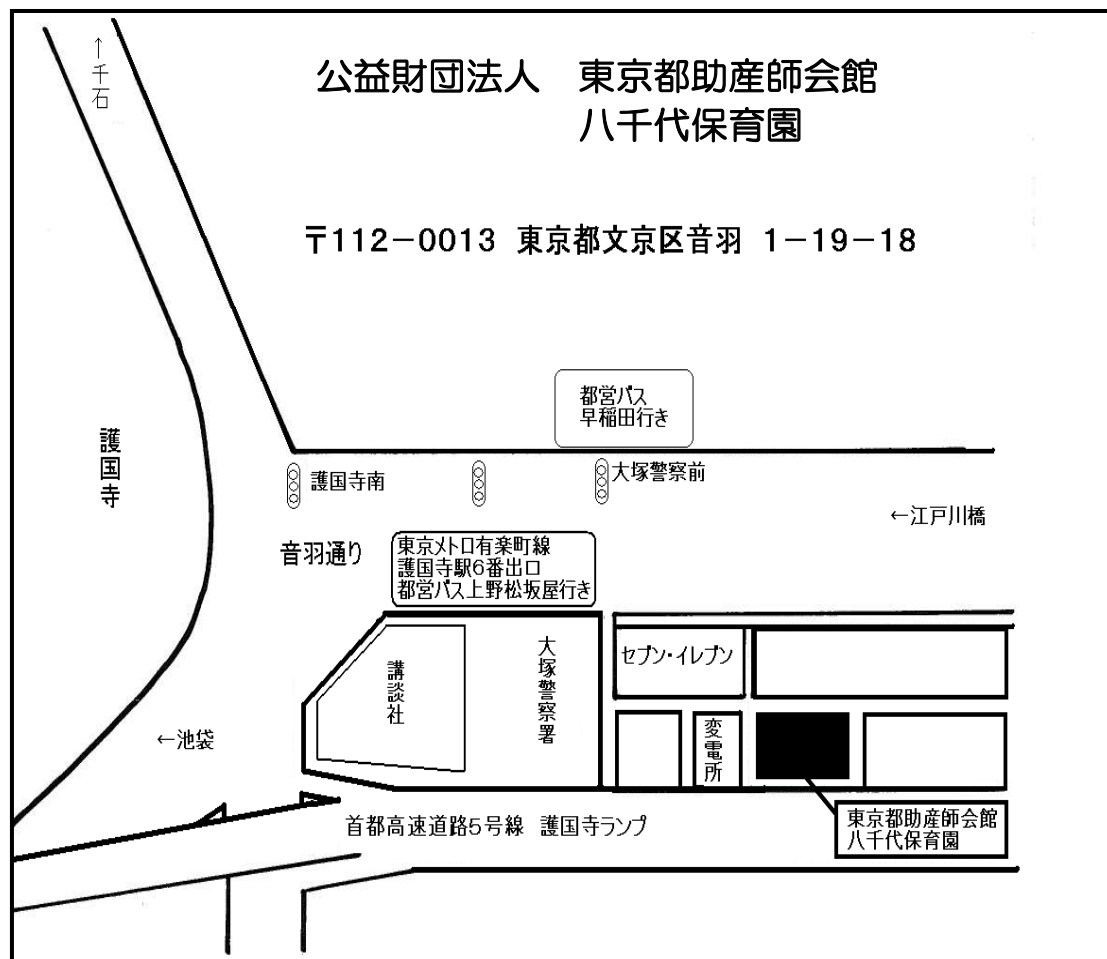 公益財団法人　東京都助産師会館
八千代保育園
〒112－0013 東京都文京区音羽 1－19－18
↑千石
護国寺
都営バス
早稲田行き
護国寺南
大塚警察前
←江戸川橋
音羽通り
東京メトロ有楽町線
護国寺駅6番出口
都営バス上野松坂屋行き
講談社
大塚警察署
セブン・イレブン
変電所
←池袋
首都高速道路5号線 護国寺ランプ
東京都助産師会館
八千代保育園